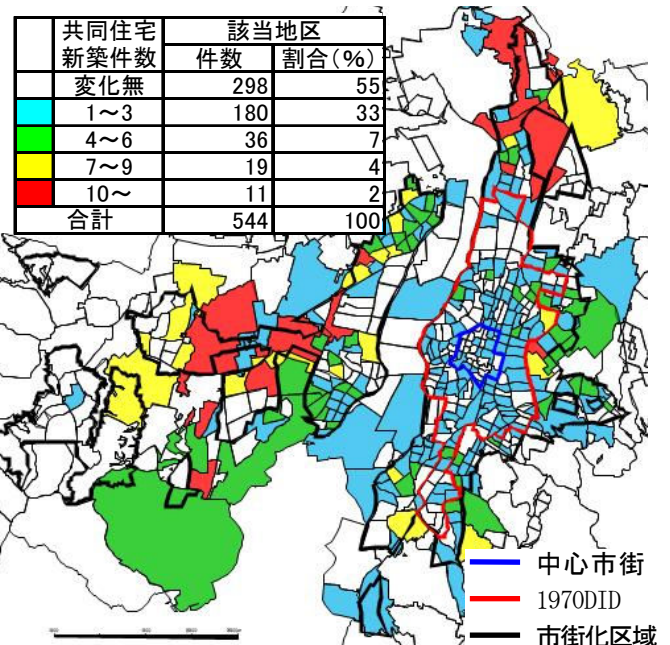 共同住宅 該当地区
新築件数 件数 割合(%)
変化無 298 55
1～3 180 33
4～6 36 7
7～9 19 4
10～ 11 2
合計 544 100
中心市街
1970DID
市街化区域